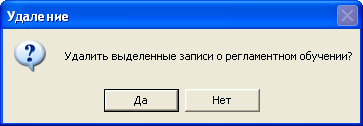 Удаление
Удалить выделенные записи о регламентном обучении?
Да
Нет